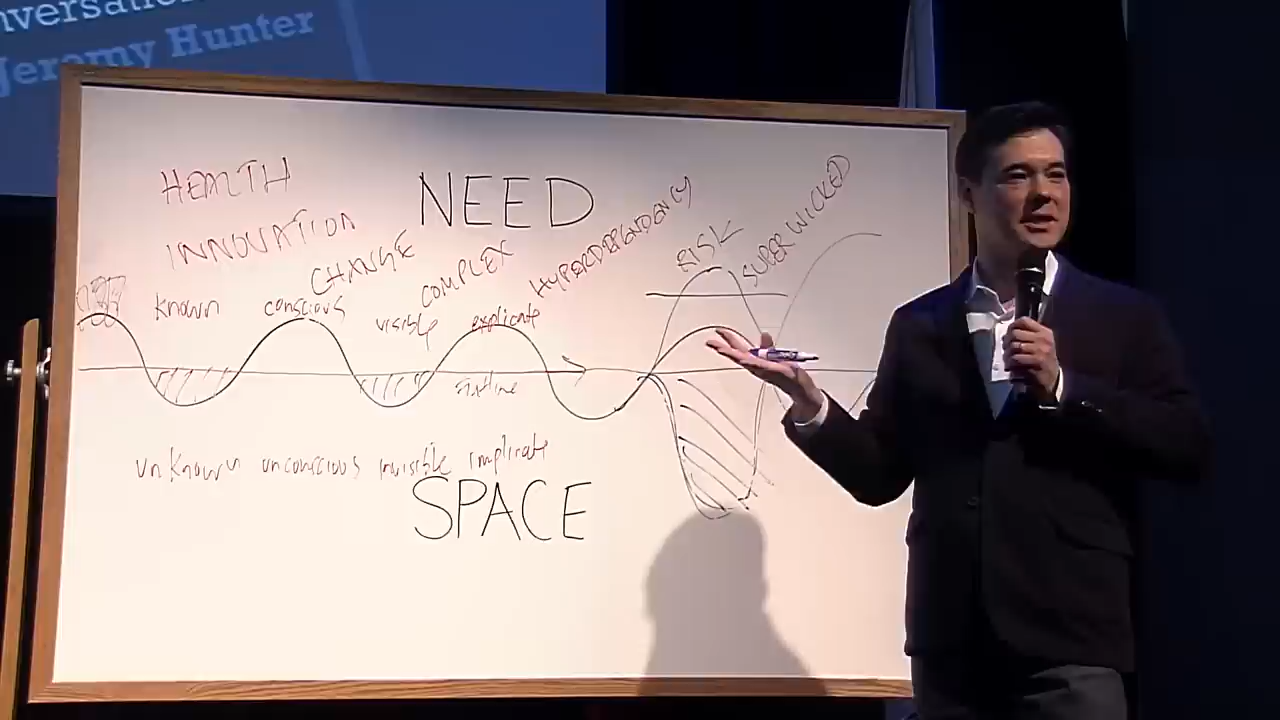 nversation
Jeremy Hunter
HEALTH
NEED
INNOVATION
CHANGE
COMPLEX
HYPERDEPENDENCY
RISK
SUPER WICKED
known
conscious
visible
explicate
unknown unconscious invisible implicate
SPACE